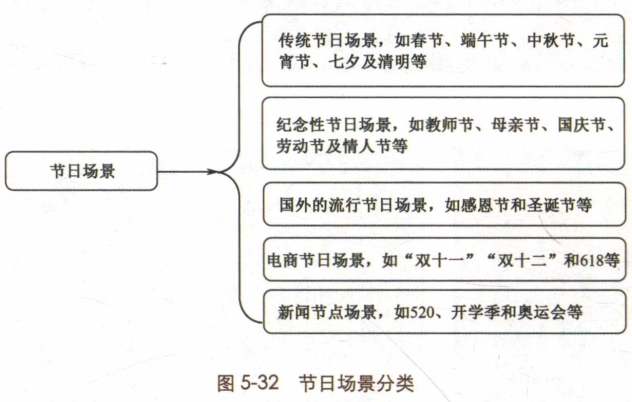 节日场景
传统节日场景，如春节、端午节、中秋节、元
宵节、七夕及清明等
纪念性节日场景，如教师节、母亲节、国庆节、
劳动节及情人节等
国外的流行节日场景，如感恩节和圣诞节等
电商节日场景，如“双十一”“双十二”和618等
新闻节点场景，如520、开学季和奥运会等
图 5-32 节日场景分类